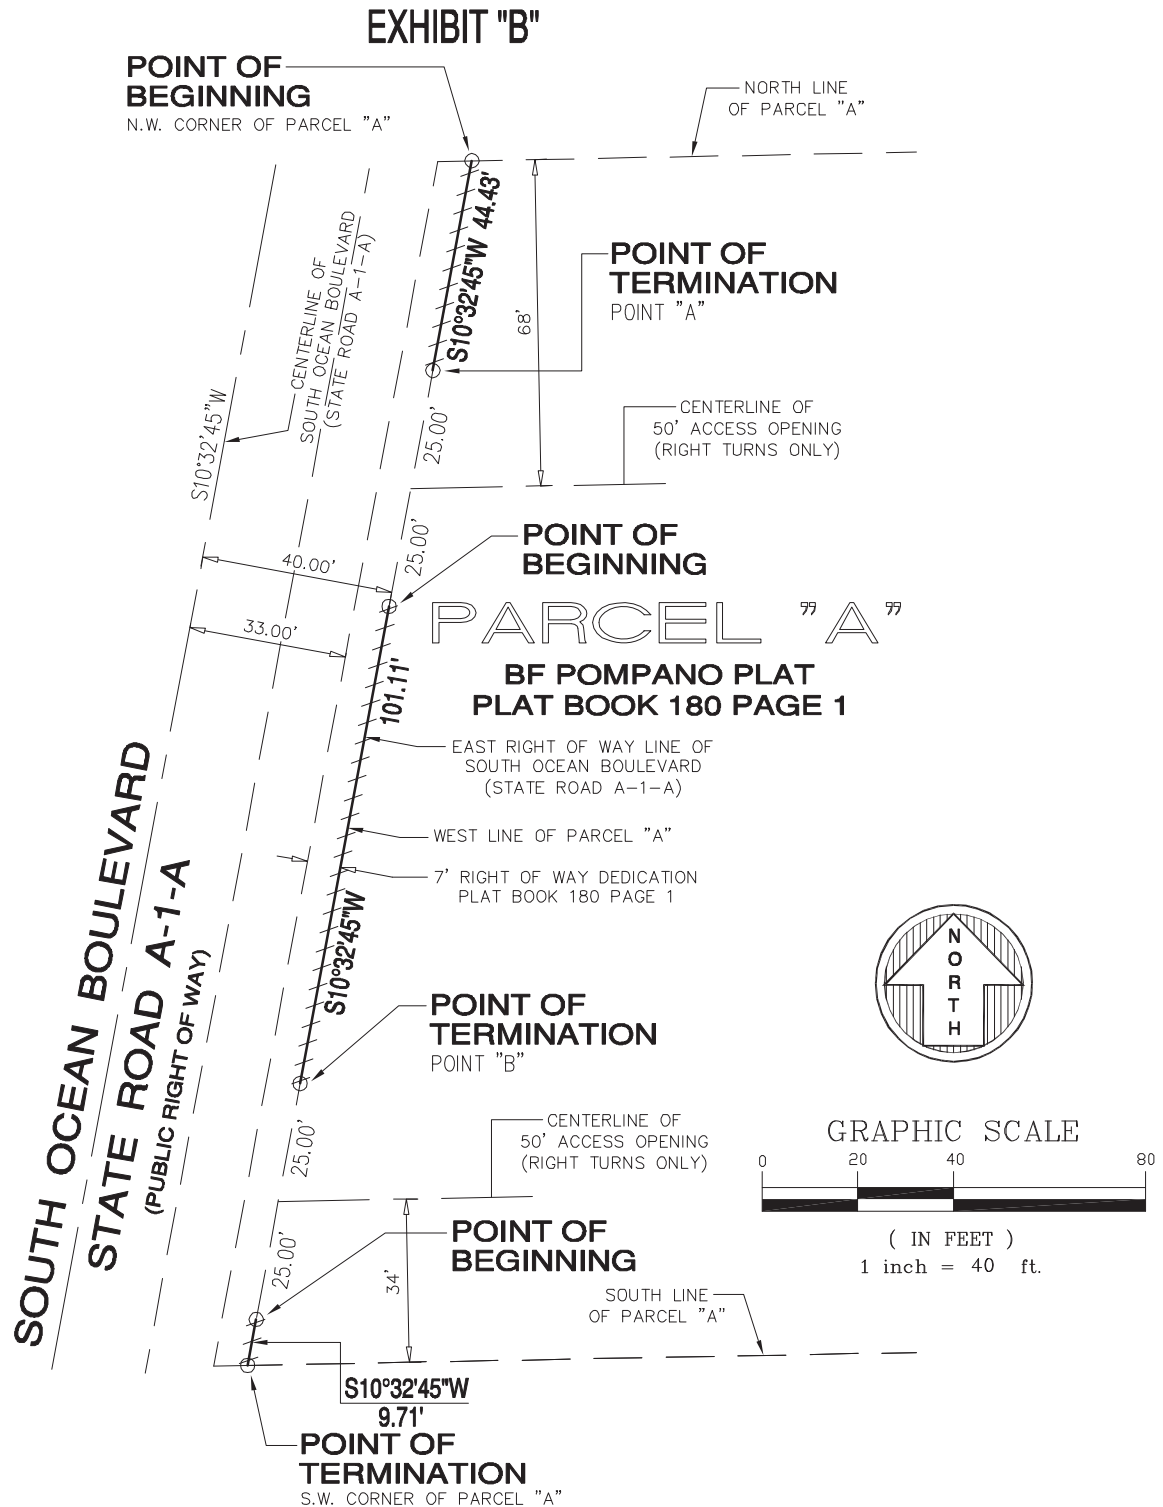 EXHIBIT "B"
POINT OF
BEGINNING
N.W. CORNER OF PARCEL "A"
NORTH LINE
OF PARCEL "A"
S10°32'45"W 44.43'
CENTERLINE OF
SOUTH OCEAN BOULEVARD
(STATE ROAD A-1-A)
POINT OF
TERMINATION
POINT "A"
68'
S10°32'45"W
25.00'
CENTERLINE OF
50' ACCESS OPENING
(RIGHT TURNS ONLY)
25.00'
POINT OF
BEGINNING
40.00'
33.00'
PARCEL "A"
BF POMPANO PLAT
PLAT BOOK 180 PAGE 1
101.11'
EAST RIGHT OF WAY LINE OF
SOUTH OCEAN BOULEVARD
(STATE ROAD A-1-A)
WEST LINE OF PARCEL "A"
7' RIGHT OF WAY DEDICATION
PLAT BOOK 180 PAGE 1
S10°32'45"W
SOUTH OCEAN BOULEVARD
STATE ROAD A-1-A
(PUBLIC RIGHT OF WAY)
NORTH
POINT OF
TERMINATION
POINT "B"
25.00'
CENTERLINE OF
50' ACCESS OPENING
(RIGHT TURNS ONLY)
GRAPHIC SCALE
0 20 40 80
( IN FEET )
1 inch = 40 ft.
25.00'
POINT OF
BEGINNING
34'
SOUTH LINE
OF PARCEL "A"
S10°32'45"W
9.71'
POINT OF
TERMINATION
S.W. CORNER OF PARCEL "A"